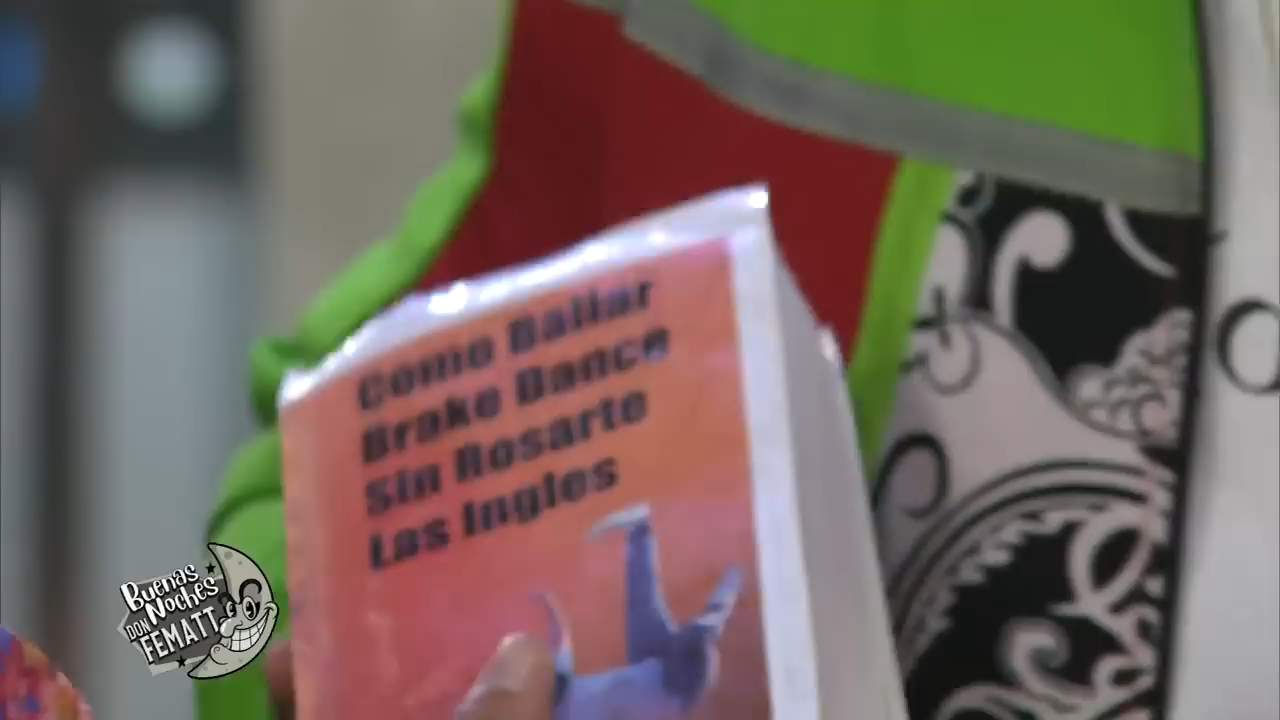 Como Bailar
Brake Dance
Sin Rosarte
Las Ingles
Buenas
Noches
DON
FEMATT